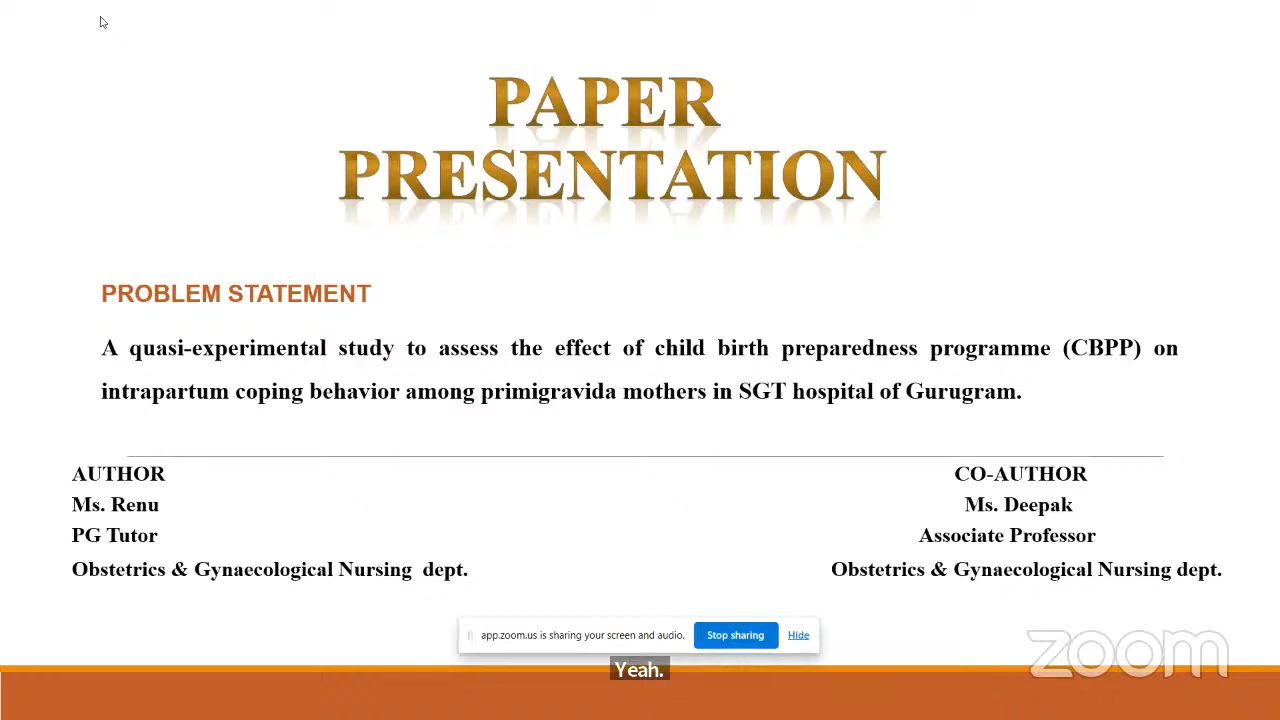 PAPER
PRESENTATION
PROBLEM STATEMENT
A quasi-experimental study to assess the effect of child birth preparedness programme (CBPP) on
intrapartum coping behavior among primigravida mothers in SGT hospital of Gurugram.
AUTHOR
Ms. Renu
PG Tutor
Obstetrics & Gynaecological Nursing dept.
CO-AUTHOR
Ms. Deepak
Associate Professor
Obstetrics & Gynaecological Nursing dept.
app.zoom.us is sharing your screen and audio. Stop sharing Hide
zoom
Yeah.